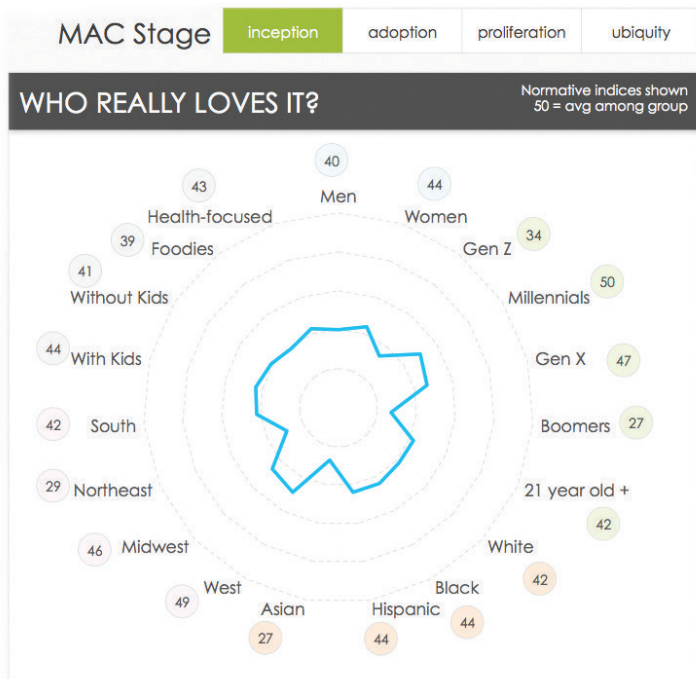 MAC Stage
inception
adoption
proliferation
ubiquity
WHO REALLY LOVES IT?
Normative indices shown
50 = avg among group
40
Men
44
Women
34
Gen Z
50
Millennials
47
Gen X
27
Boomers
21 year old +
42
White
42
Black
44
Hispanic
44
Asian
27
West
49
Midwest
46
Northeast
29
South
42
With Kids
44
Without Kids
41
Foodies
39
Health-focused
43